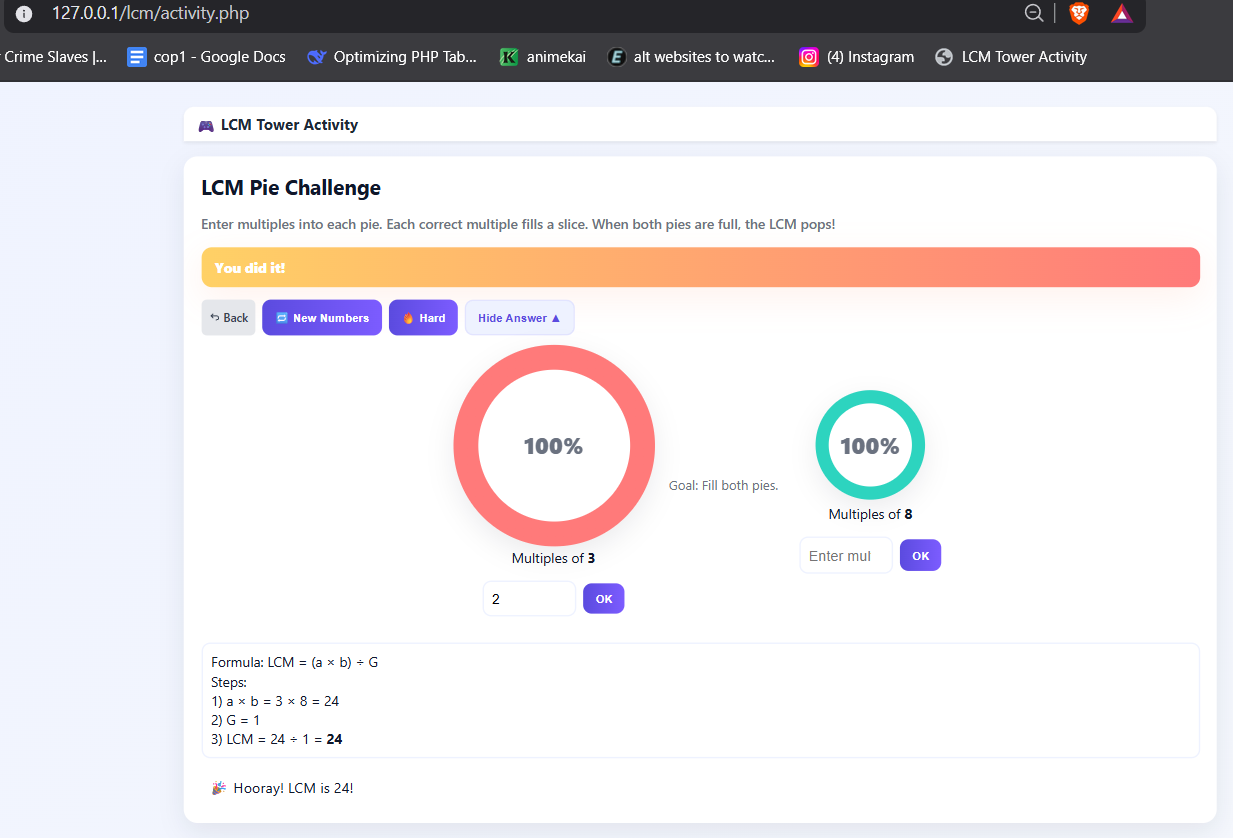 127.0.0.1/lcm/activity.php
Crime Slaves |... cop1 - Google Docs Optimizing PHP Tab... animekai alt websites to watc... (4) Instagram LCM Tower Activity
🎮 LCM Tower Activity
LCM Pie Challenge
Enter multiples into each pie. Each correct multiple fills a slice. When both pies are full, the LCM pops!
You did it!
Back New Numbers Hard Hide Answer ▲
100%
100%
Goal: Fill both pies.
Multiples of 8
Enter mul OK
Multiples of 3
2 OK
Formula: LCM = (a × b) ÷ G
Steps:
1) a × b = 3 × 8 = 24
2) G = 1
3) LCM = 24 ÷ 1 = 24
🎉 Hooray! LCM is 24!